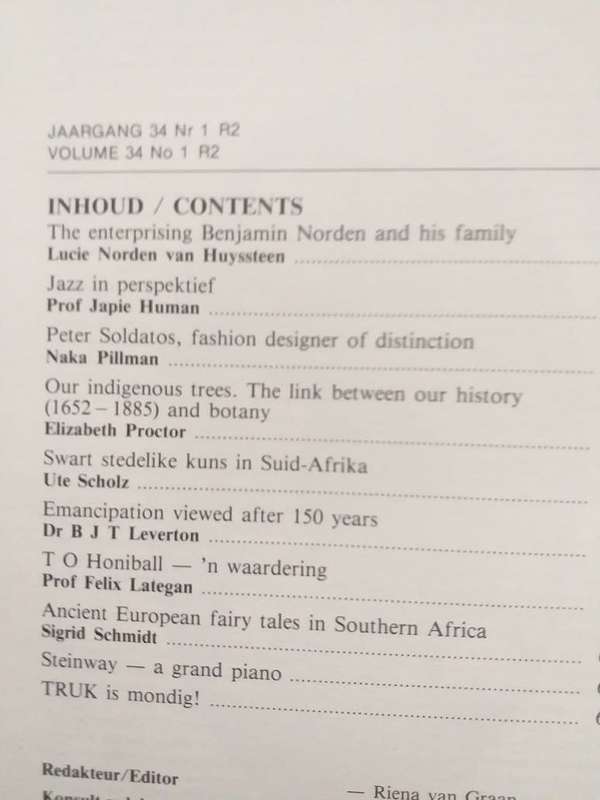 JAARGANG 34 Nr 1 R2
VOLUME 34 No 1 R2
INHOUD / CONTENTS
The enterprising Benjamin Norden and his family
Lucie Norden van Huyssteen
Jazz in perspektief
Prof Japie Human
Peter Soldatos, fashion designer of distinction
Naka Pillman
Our indigenous trees. The link between our history
(1652 – 1885) and botany
Elizabeth Proctor
Swart stedelike kuns in Suid-Afrika
Ute Scholz
Emancipation viewed after 150 years
Dr B J T Leverton
T O Honiball — 'n waardering
Prof Felix Lategan
Ancient European fairy tales in Southern Africa
Sigrid Schmidt
Steinway — a grand piano
TRUK is mondig!
Redakteur/Editor
— Riena van Graan